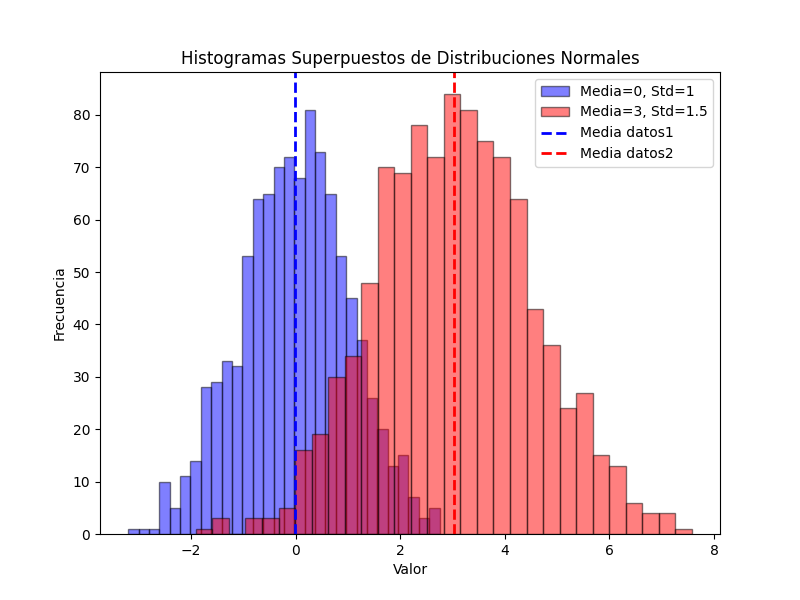 Histogramas Superpuestos de Distribuciones Normales
Media=0, Std=1
Media=3, Std=1.5
Media datos1
Media datos2
Frecuencia
80
70
60
50
40
30
20
10
0
−2
0
2
4
6
8
Valor